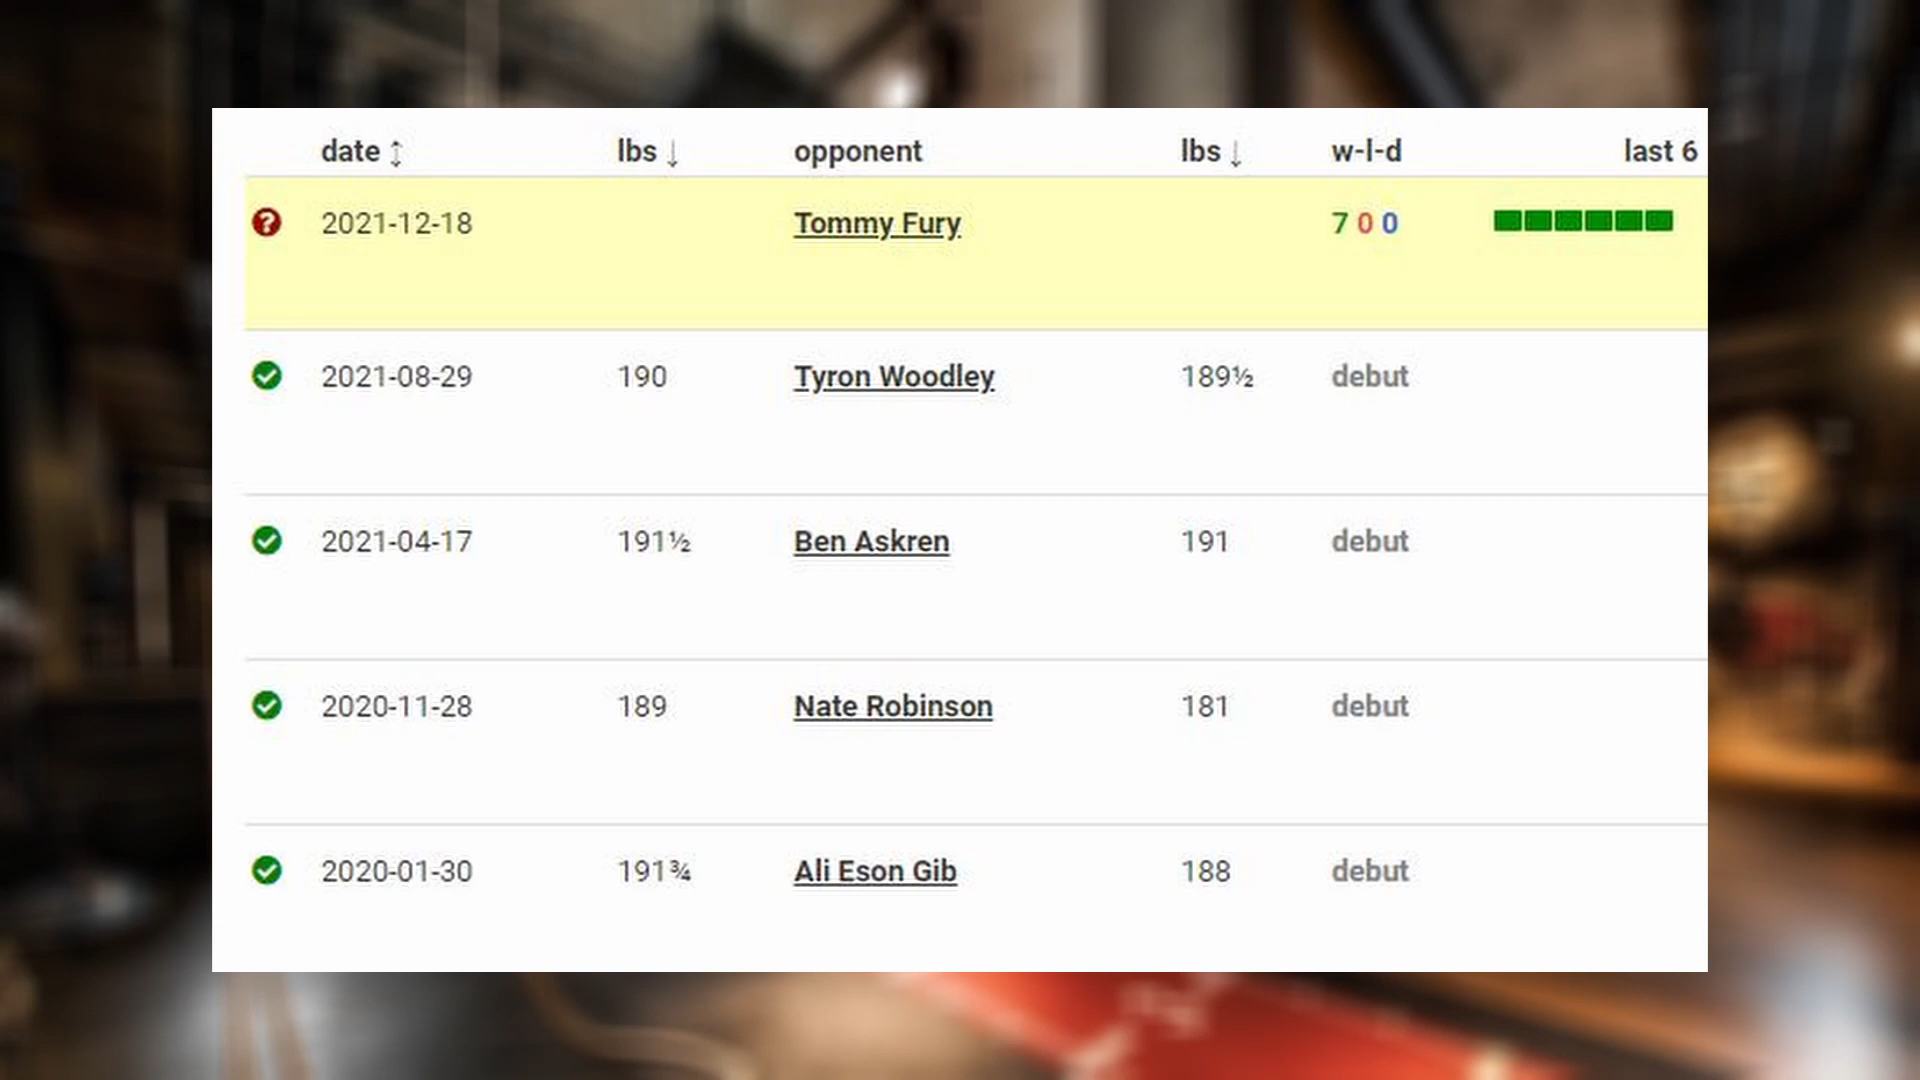 date ↕ lbs ↓ opponent lbs ↓ w-l-d last 6
2021-12-18 Tommy Fury 7 0 0
2021-08-29 190 Tyron Woodley 189½ debut
2021-04-17 191½ Ben Askren 191 debut
2020-11-28 189 Nate Robinson 181 debut
2020-01-30 191¾ Ali Eson Gib 188 debut